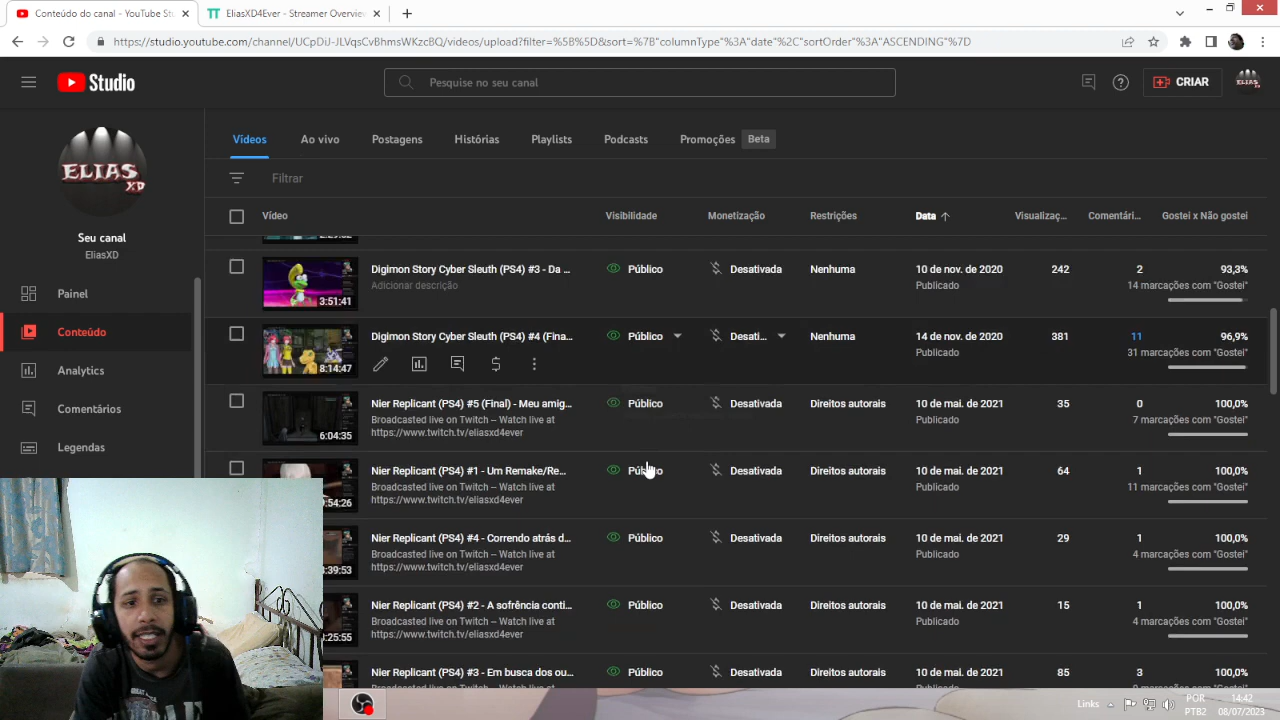 Conteúdo do canal - YouTube Stu
EliasXD4Ever - Streamer Overview
https://studio.youtube.com/channel/UCpDiJ-JLVqsCvBhmsWKzcBQ/videos/upload?filter=%5B%5D&sort=%7B"columnType"%3A"date"%2C"sortOrder"%3A"ASCENDING"%7D
Studio
Pesquise no seu canal
CRIAR
ELIAS XD
Seu canal
EliasXD
Painel
Conteúdo
Analytics
Comentários
Legendas
Vídeos Ao vivo Postagens Histórias Playlists Podcasts Promoções Beta
Filtrar
Vídeo Visibilidade Monetização Restrições Data Visualizaç... Comentári... Gostei x Não gostei
Digimon Story Cyber Sleuth (PS4) #3 - Da ... Público Desativada Nenhuma 10 de nov. de 2020 242 2 93,3%
Adicionar descrição Publicado 14 marcações com "Gostei"
3:51:41
Digimon Story Cyber Sleuth (PS4) #4 (Fina... Público Desati... Nenhuma 14 de nov. de 2020 381 11 96,9%
Publicado 31 marcações com "Gostei"
8:14:47
Nier Replicant (PS4) #5 (Final) - Meu amig... Público Desativada Direitos autorais 10 de mai. de 2021 35 0 100,0%
Broadcasted live on Twitch -- Watch live at Publicado 7 marcações com "Gostei"
https://www.twitch.tv/eliasxd4ever
6:04:35
Nier Replicant (PS4) #1 - Um Remake/Re... Público Desativada Direitos autorais 10 de mai. de 2021 64 1 100,0%
Broadcasted live on Twitch -- Watch live at Publicado 11 marcações com "Gostei"
https://www.twitch.tv/eliasxd4ever
:54:26
Nier Replicant (PS4) #4 - Correndo atrás d... Público Desativada Direitos autorais 10 de mai. de 2021 29 1 100,0%
Broadcasted live on Twitch -- Watch live at Publicado 4 marcações com "Gostei"
https://www.twitch.tv/eliasxd4ever
:39:53
Nier Replicant (PS4) #2 - A sofrência conti... Público Desativada Direitos autorais 10 de mai. de 2021 15 1 100,0%
Broadcasted live on Twitch -- Watch live at Publicado 4 marcações com "Gostei"
https://www.twitch.tv/eliasxd4ever
:25:55
Nier Replicant (PS4) #3 - Em busca dos ou... Público Desativada Direitos autorais 10 de mai. de 2021 85 3 100,0%
Links
POR
PTB2
14:42
08/07/2023